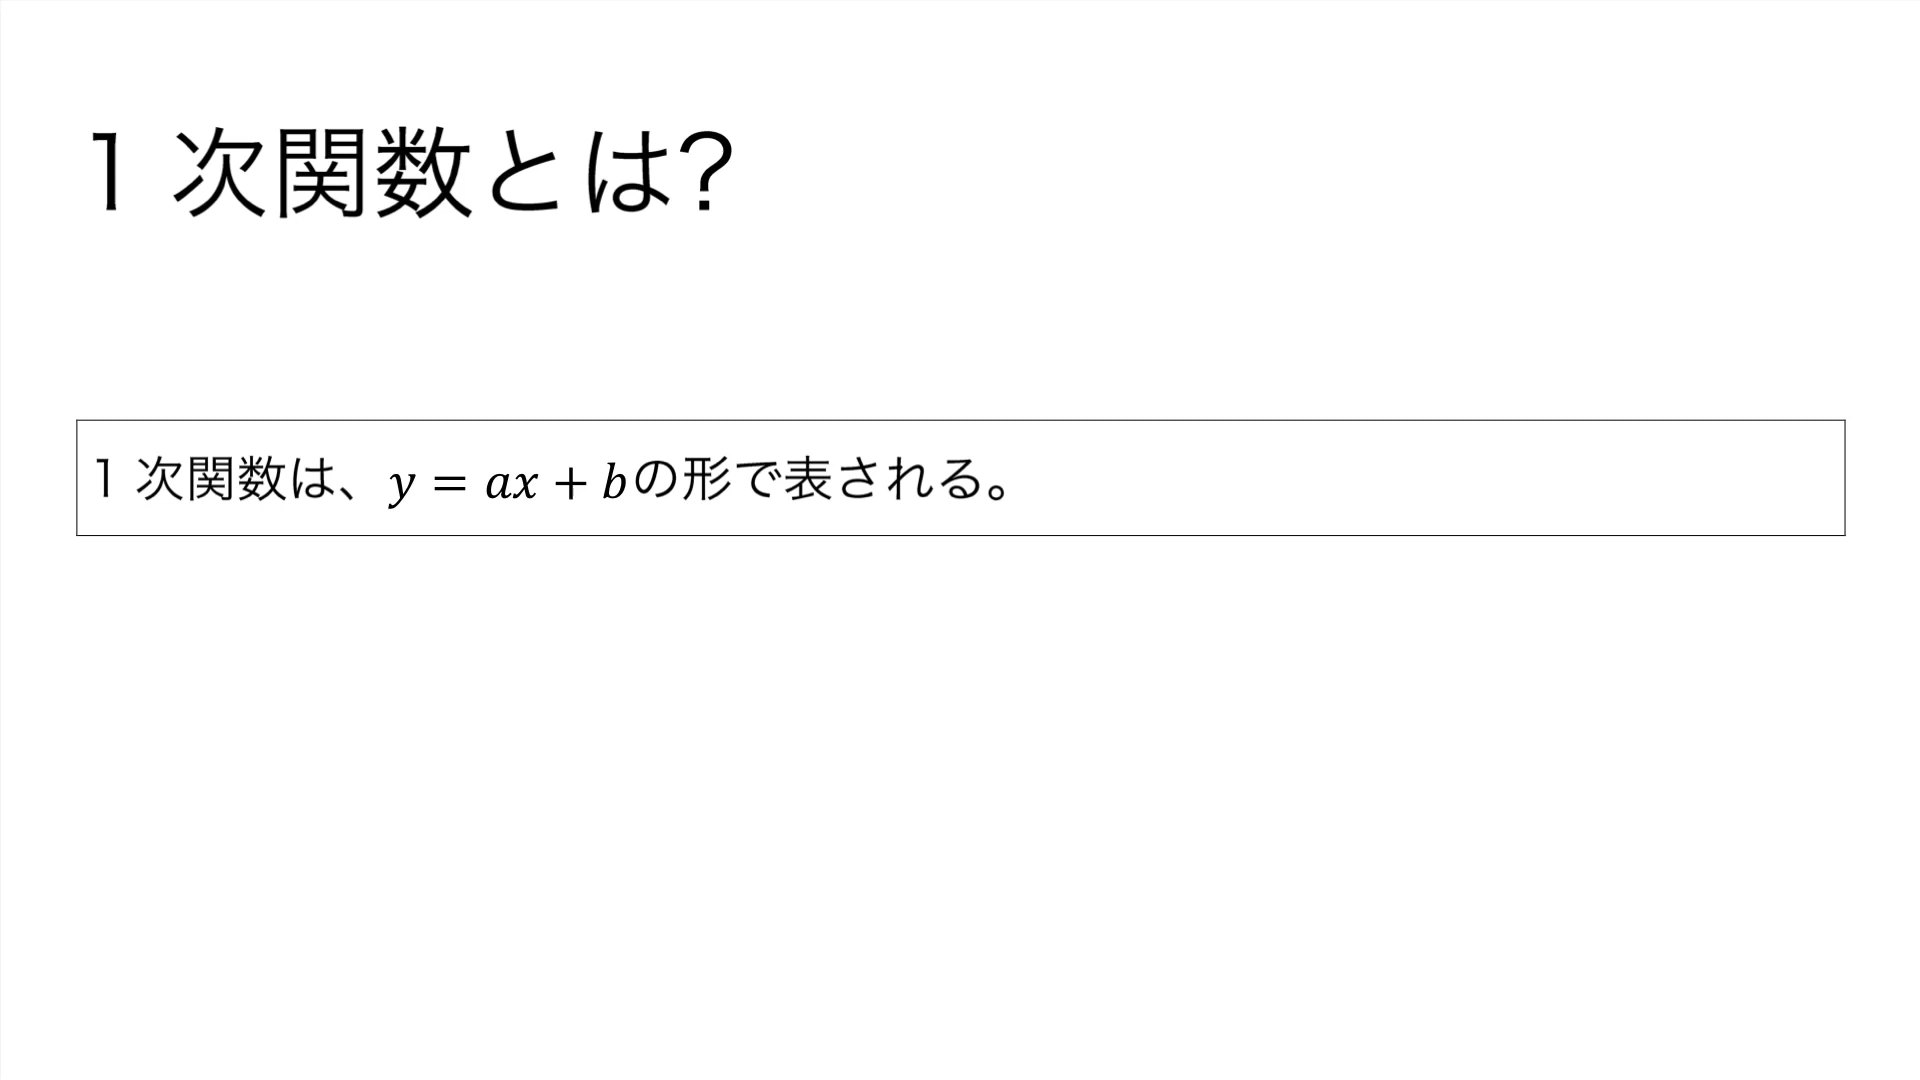 1 次関数とは?
1 次関数は、y = ax + bの形で表される。